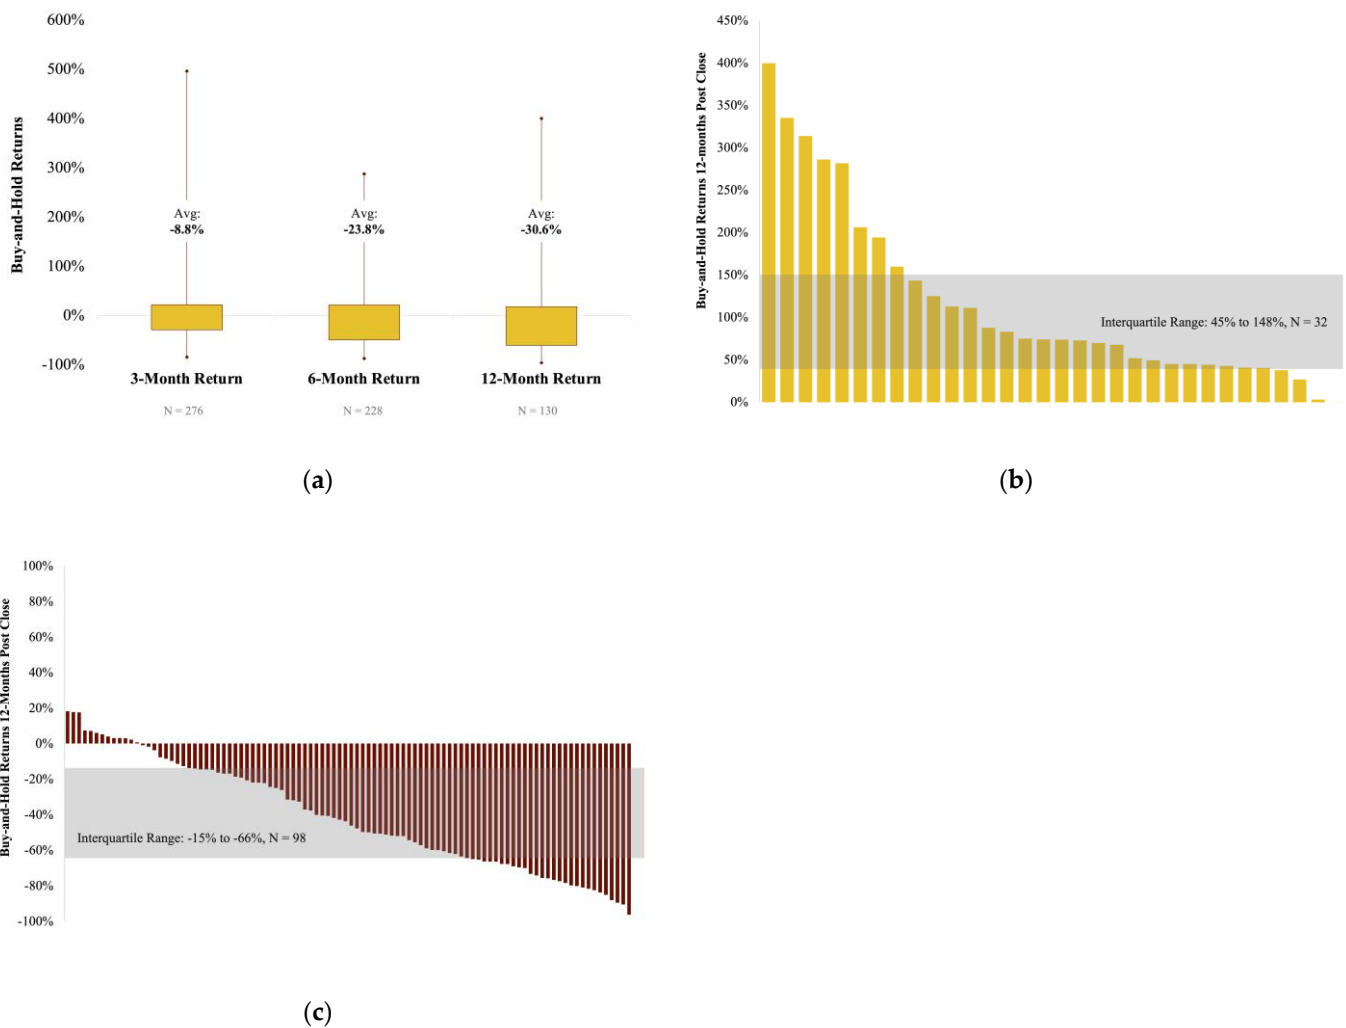 600%
500%
400%
300%
200%
100%
0%
-100%
Buy-and-Hold Returns
Avg:
-8.8%
Avg:
-23.8%
Avg:
-30.6%
3-Month Return
6-Month Return
12-Month Return
N = 276
N = 228
N = 130
(a)
450%
400%
350%
300%
250%
200%
150%
100%
50%
0%
Buy-and-Hold Returns 12-months Post Close
Interquartile Range: 45% to 148%, N = 32
(b)
100%
80%
60%
40%
20%
0%
-20%
-40%
-60%
-80%
-100%
Buy-and-Hold Returns 12-Months Post Close
Interquartile Range: -15% to -66%, N = 98
(c)